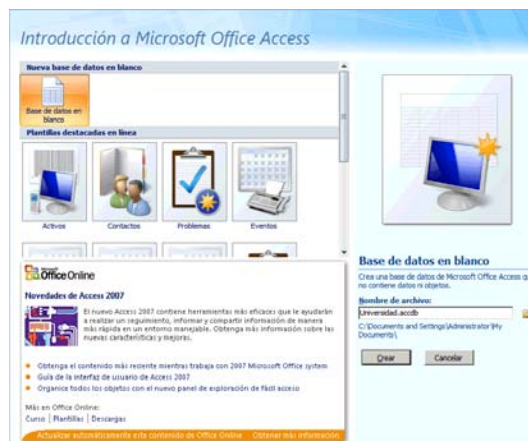 Introducción a Microsoft Office Access
Nueva base de datos en blanco
Base de datos en
blanco
Plantillas destacadas en línea
Activos
Contactos
Problemas
Eventos
Microsoft
Office Online
Novedades de Access 2007
El nuevo Access 2007 contiene herramientas más eficaces que le ayudarán
a realizar un seguimiento, informar y compartir información de manera
más rápida en un entorno manejable. Obtenga más información sobre las
nuevas características y mejoras.
Obtenga el contenido más reciente mientras trabaja con 2007 Microsoft Office system
Guía de la interfaz de usuario de Access 2007
Organice todos los objetos con el nuevo panel de exploración de fácil acceso
Más en Office Online:
Curso | Plantillas | Descargas
Actualizar automáticamente este contenido de Office Online
Obtener más información
Base de datos en blanco
Crea una base de datos de Microsoft Office Access q
no contiene datos ni objetos.
Nombre de archivo:
Universidad.accdb
C:\Documents and Settings\Administrator\My
Documents\
Crear
Cancelar